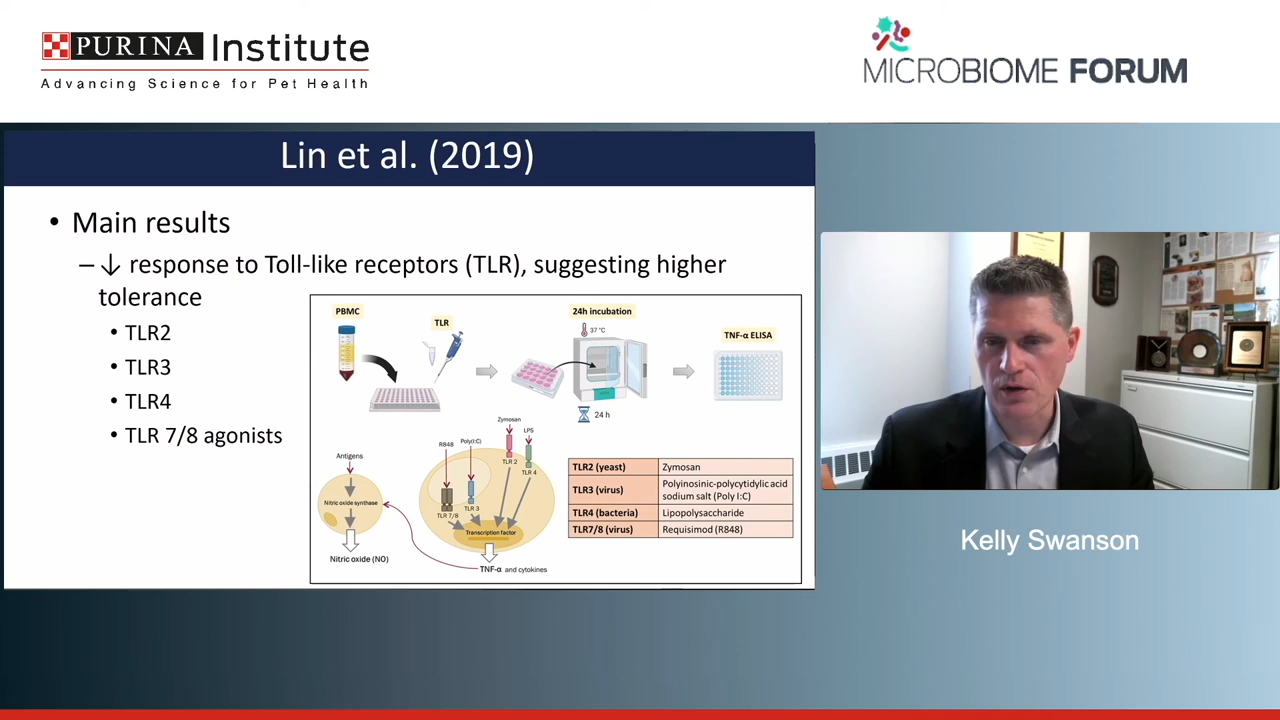 PURINA Institute
Advancing Science for Pet Health
MICROBIOME FORUM
Lin et al. (2019)
• Main results
– ↓ response to Toll-like receptors (TLR), suggesting higher
tolerance
• TLR2
• TLR3
• TLR4
• TLR 7/8 agonists
PBMC
TLR
24h incubation
37 °C
24 h
TNF-α ELISA
Antigens
Nitric oxide synthase
Nitric oxide (NO)
R848
Poly(I:C)
Zymosan
LPS
TLR 7/8
TLR 3
TLR 2
TLR 4
Transcription factor
TNF-α and cytokines
TLR2 (yeast) Zymosan
TLR3 (virus) Polyinosinic-polycytidylic acid
sodium salt (Poly I:C)
TLR4 (bacteria) Lipopolysaccharide
TLR7/8 (virus) Requisimod (R848)
Kelly Swanson